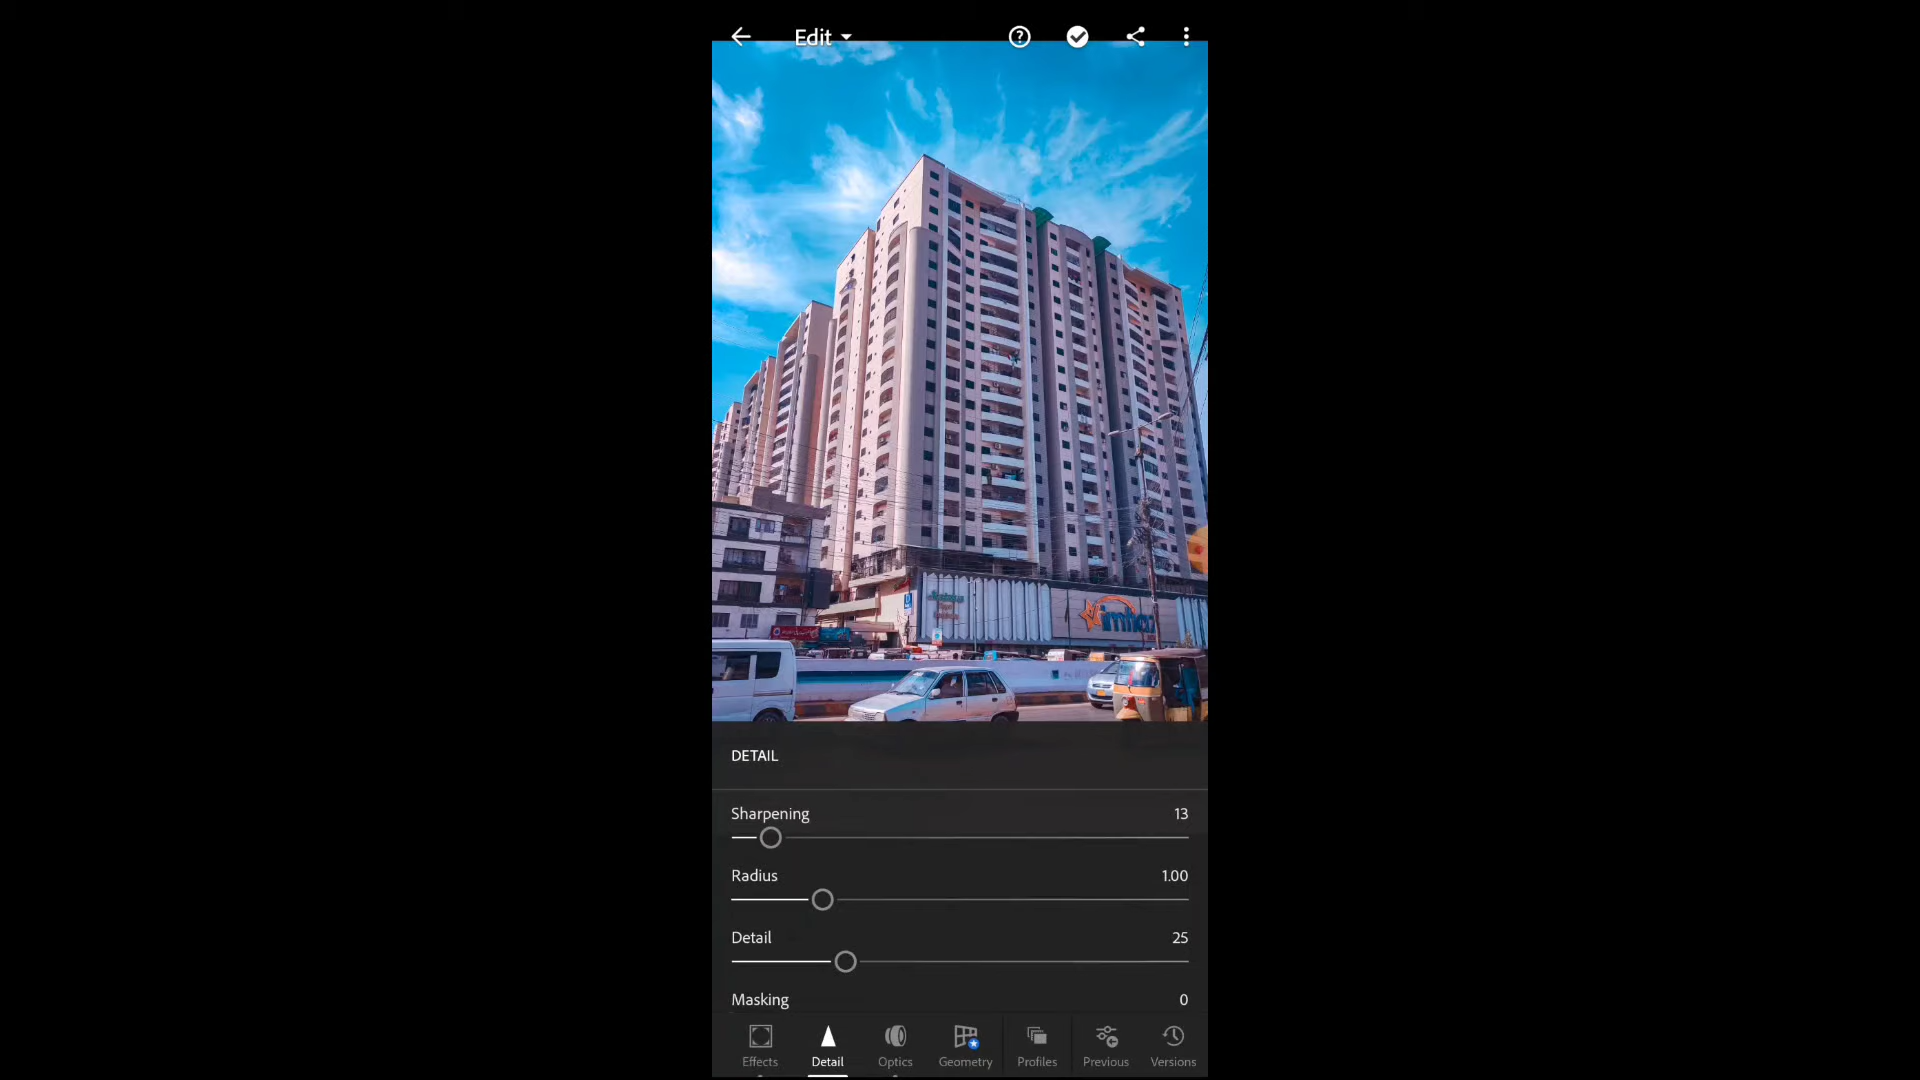 Edit
DETAIL
Sharpening 13
Radius 1.00
Detail 25
Masking 0
Effects Detail Optics Geometry Profiles Previous Versions